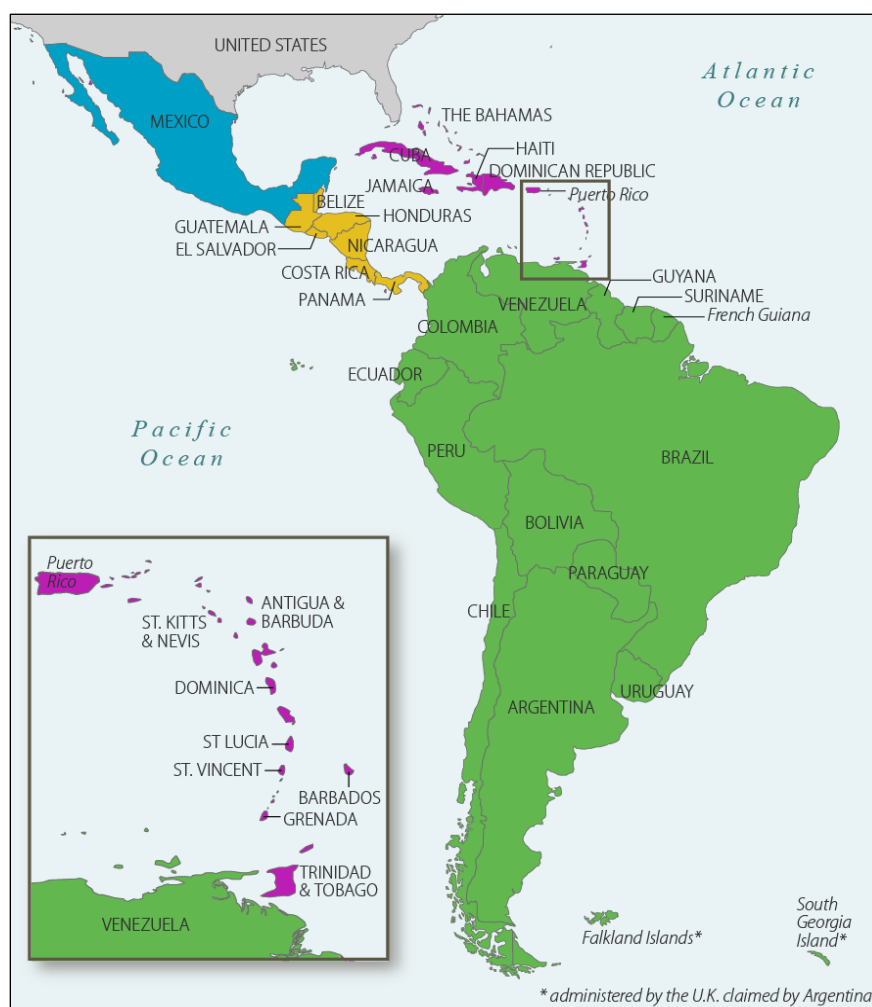 UNITED STATES
Atlantic
Ocean
MEXICO
THE BAHAMAS
CUBA
HAITI
DOMINICAN REPUBLIC
JAMAICA
Puerto Rico
BELIZE
HONDURAS
GUATEMALA
EL SALVADOR
NICARAGUA
COSTA RICA
PANAMA
GUYANA
VENEZUELA
SURINAME
French Guiana
COLOMBIA
ECUADOR
Pacific
Ocean
PERU
BRAZIL
BOLIVIA
PARAGUAY
CHILE
URUGUAY
ARGENTINA
Puerto
Rico
ANTIGUA &
BARBUDA
ST. KITTS
& NEVIS
DOMINICA
ST LUCIA
ST. VINCENT
BARBADOS
GRENADA
TRINIDAD
& TOBAGO
VENEZUELA
Falkland Islands*
South
Georgia
Island*
* administered by the U.K. claimed by Argentina